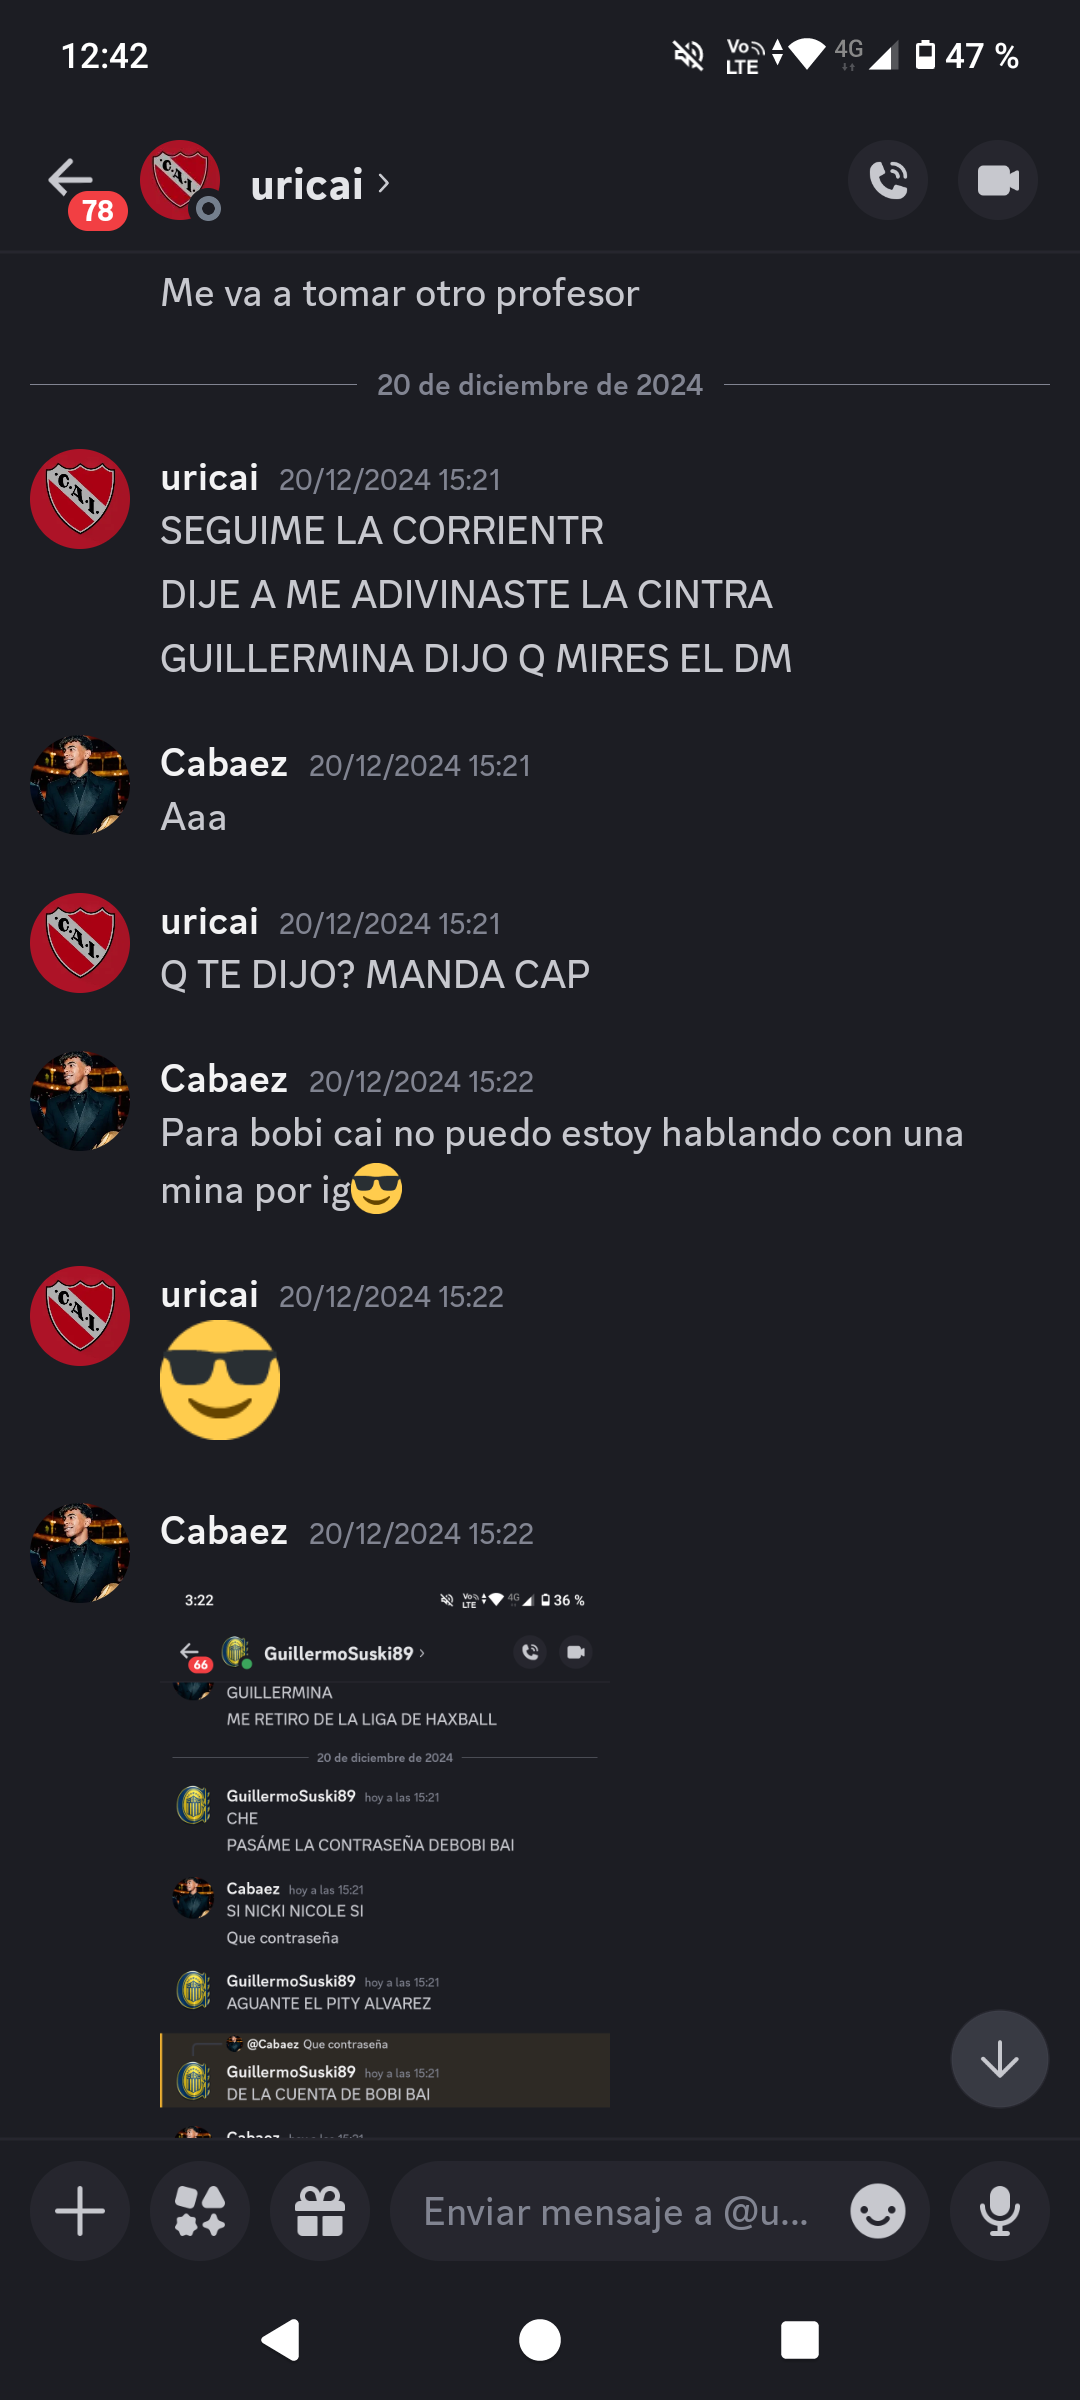 12:42
Vo
LTE
4G
47 %
78
uricai
Me va a tomar otro profesor
20 de diciembre de 2024
C.A.I.
uricai 20/12/2024 15:21
SEGUIME LA CORRIENTR
DIJE A ME ADIVINASTE LA CINTRA
GUILLERMINA DIJO Q MIRES EL DM
Cabaez 20/12/2024 15:21
Aaa
C.A.I.
uricai 20/12/2024 15:21
Q TE DIJO? MANDA CAP
Cabaez 20/12/2024 15:22
Para bobi cai no puedo estoy hablando con una
mina por ig😎
C.A.I.
uricai 20/12/2024 15:22
😎
Cabaez 20/12/2024 15:22
3:22
Vo
LTE
4G
36 %
66
GuillermoSuski89
GUILLERMINA
ME RETIRO DE LA LIGA DE HAXBALL
20 de diciembre de 2024
GuillermoSuski89 hoy a las 15:21
CHE
PASÁME LA CONTRASEÑA DEBOBI BAI
Cabaez hoy a las 15:21
SI NICKI NICOLE SI
Que contraseña
GuillermoSuski89 hoy a las 15:21
AGUANTE EL PITY ALVAREZ
@Cabaez Que contraseña
GuillermoSuski89 hoy a las 15:21
DE LA CUENTA DE BOBI BAI
Cabaez hoy a las 15:21
Enviar mensaje a @u...